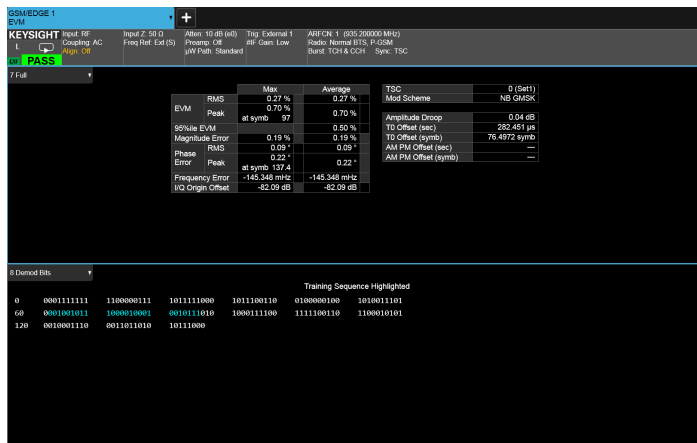 GSM/EDGE 1
EVM
+
KEYSIGHT Input: RF Input Z: 50 Ω Atten: 10 dB (e0) Trig: External 1 ARFCN: 1 (935.200000 MHz)
L Coupling: AC Freq Ref: Ext (S) Preamp: Off #IF Gain: Low Radio: Normal BTS, P-GSM
Align: Off µW Path: Standard Burst: TCH & CCH Sync: TSC
LXI PASS
7 Full
Max Average
EVM RMS 0.27 % 0.27 %
Peak 0.70 % 0.70 %
at symb 97
95%ile EVM 0.50 %
Magnitude Error 0.19 % 0.19 %
Phase Error RMS 0.09 ° 0.09 °
Peak 0.22 ° 0.22 °
at symb 137.4
Frequency Error -145.348 mHz -145.348 mHz
I/Q Origin Offset -82.09 dB -82.09 dB
TSC 0 (Set1)
Mod Scheme NB GMSK
Amplitude Droop 0.04 dB
T0 Offset (sec) 282.451 µs
T0 Offset (symb) 76.4972 symb
AM PM Offset (sec) ---
AM PM Offset (symb) ---
8 Demod Bits
Training Sequence Highlighted
0 0001111111 1100000111 1011111000 1011100110 0100000100 1010011101
60 0001001011 1000010001 0010111010 1000111100 1111100110 1100010101
120 0010001110 0011011010 10111000